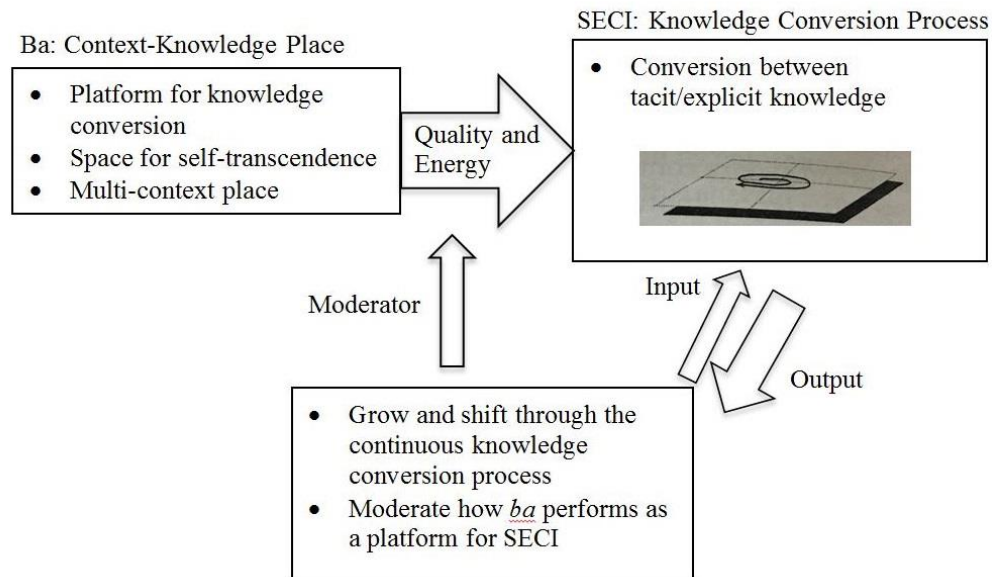 SECI: Knowledge Conversion Process
Ba: Context-Knowledge Place
• Platform for knowledge
conversion
• Space for self-transcendence
• Multi-context place
Quality and
Energy
• Conversion between
tacit/explicit knowledge
Moderator
Input
Output
• Grow and shift through the
continuous knowledge
conversion process
• Moderate how ba performs as
a platform for SECI